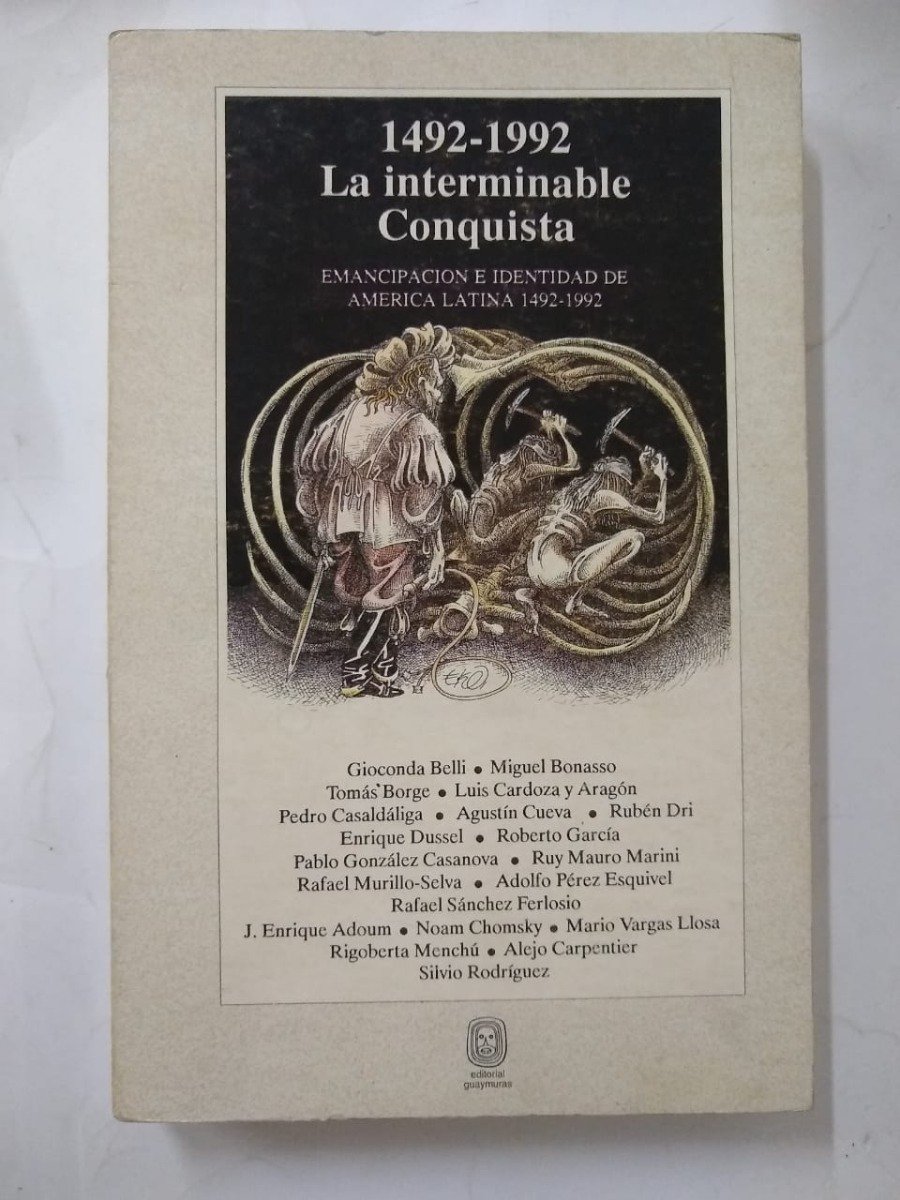 1492-1992
La interminable
Conquista
EMANCIPACION E IDENTIDAD DE
AMERICA LATINA 1492-1992
Gioconda Belli • Miguel Bonasso
Tomás Borge • Luis Cardoza y Aragón
Pedro Casaldáliga • Agustín Cueva • Rubén Dri
Enrique Dussel • Roberto García
Pablo González Casanova • Ruy Mauro Marini
Rafael Murillo-Selva • Adolfo Pérez Esquivel
Rafael Sánchez Ferlosio
J. Enrique Adoum • Noam Chomsky • Mario Vargas Llosa
Rigoberta Menchú • Alejo Carpentier
Silvio Rodríguez
editorial
guaymuras